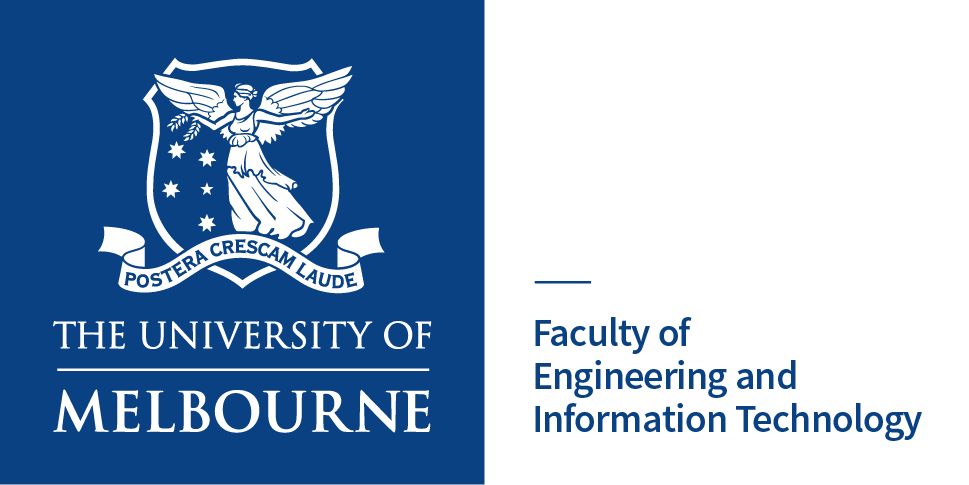 POSTERA CRESCAM LAUDE
THE UNIVERSITY OF
MELBOURNE
Faculty of
Engineering and
Information Technology